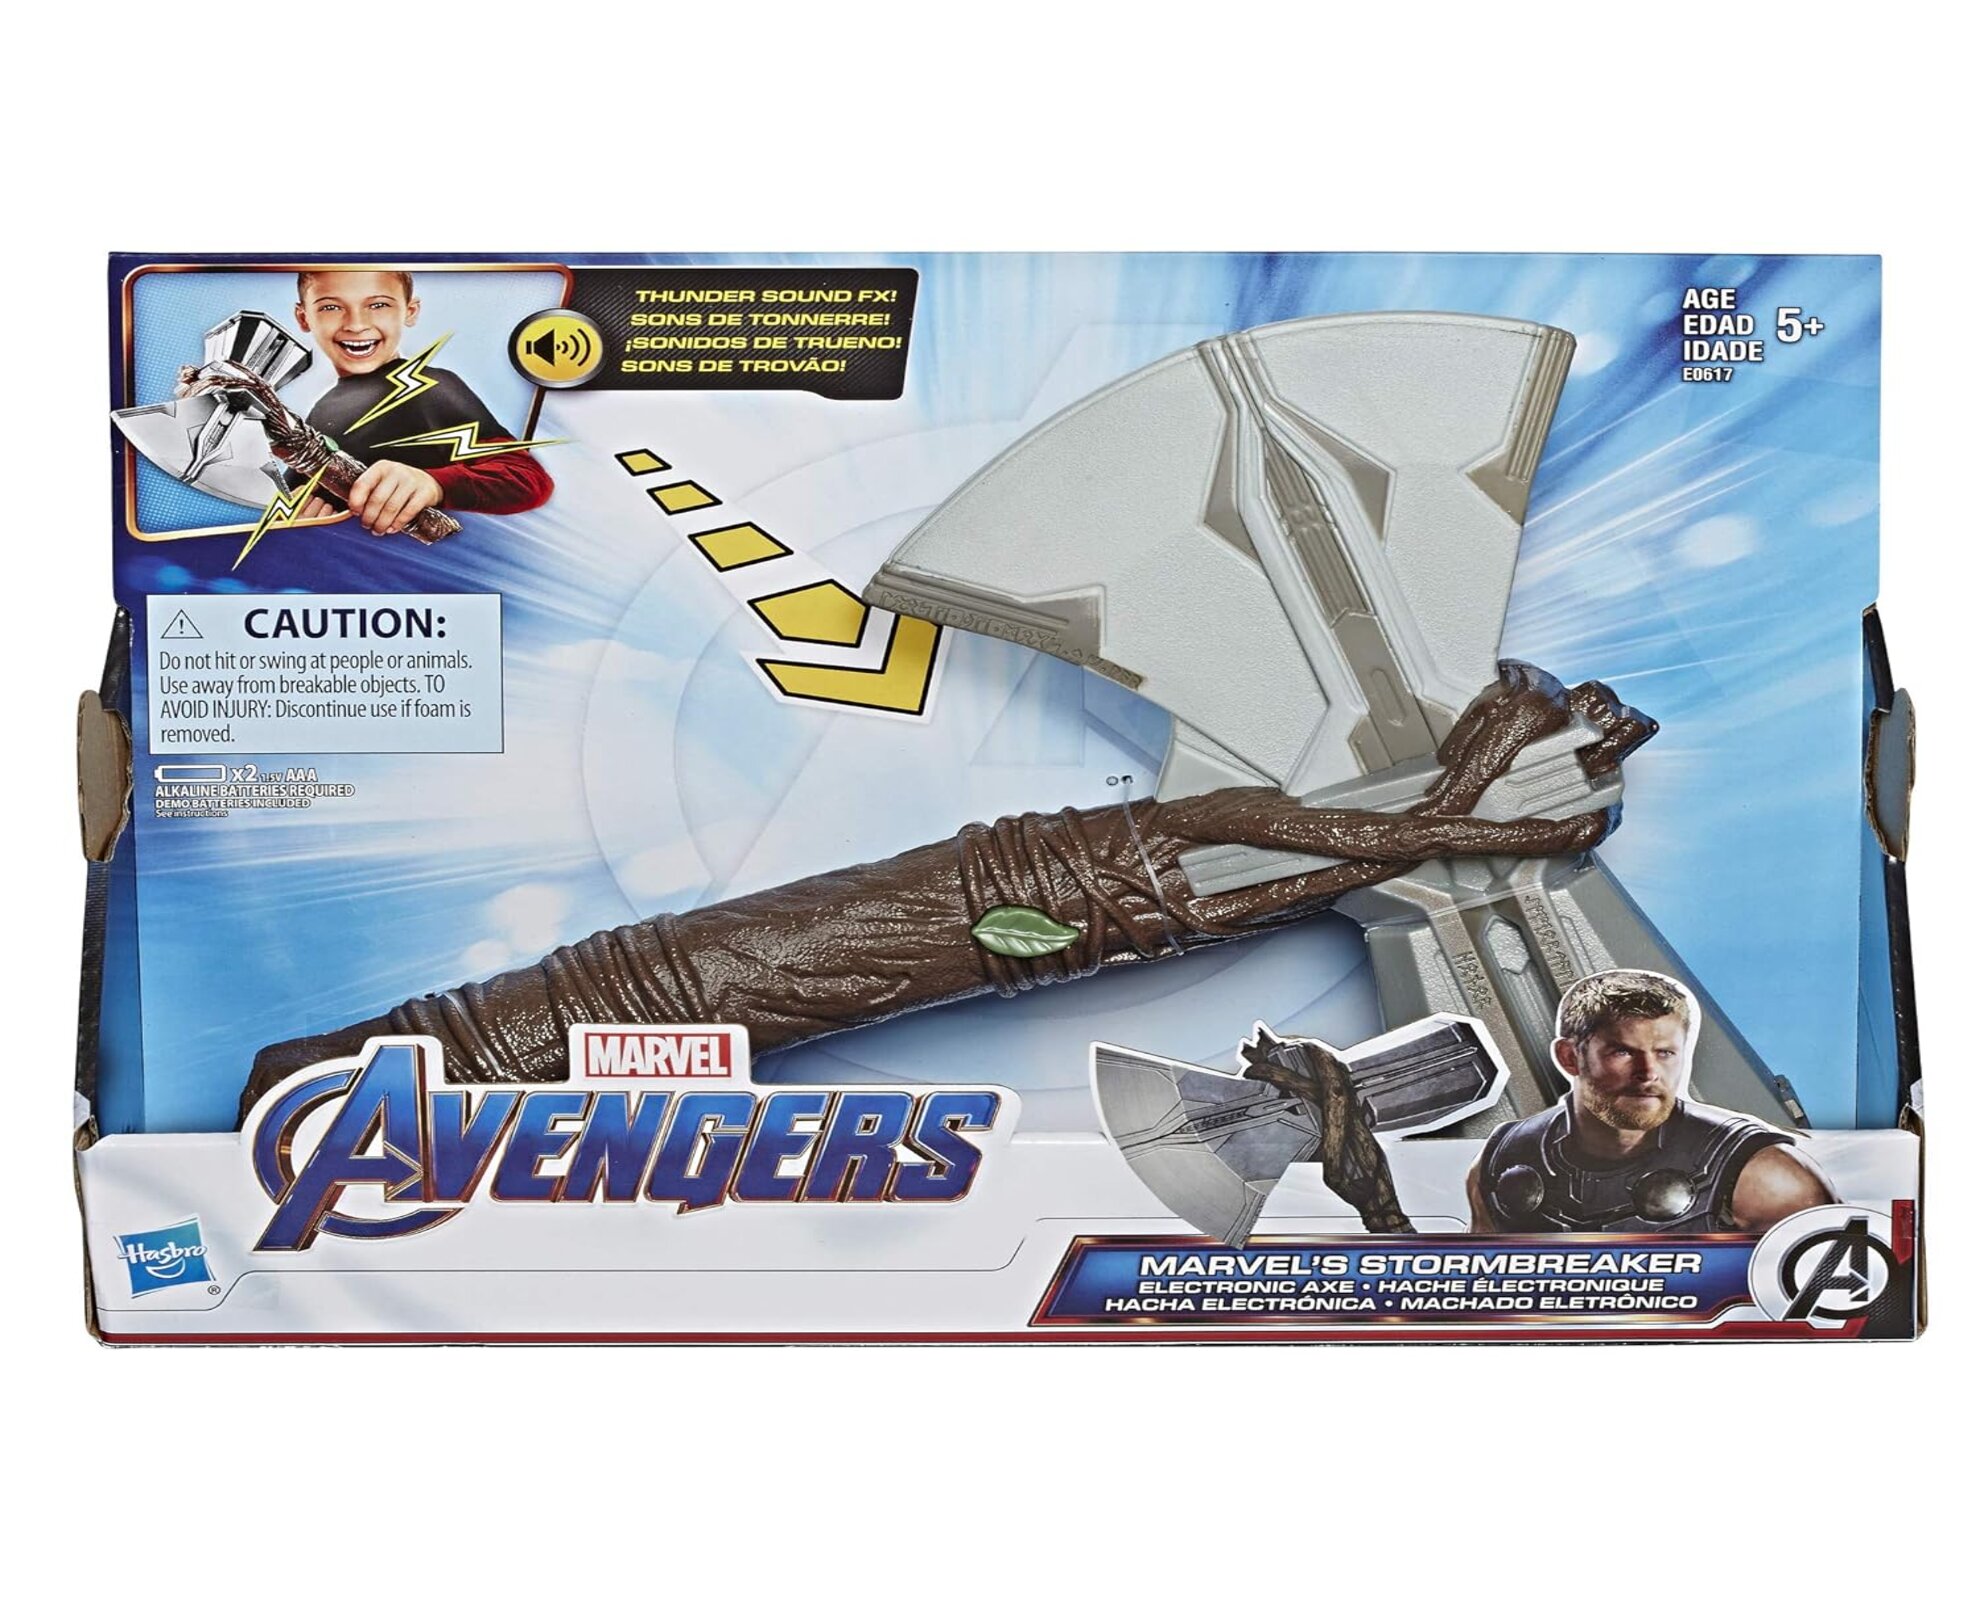 THUNDER SOUND FX!
SONS DE TONNERRE!
¡SONIDOS DE TRUENO!
SONS DE TROVÃO!
AGE
EDAD 5+
IDADE
E0617
CAUTION:
Do not hit or swing at people or animals.
Use away from breakable objects. TO
AVOID INJURY: Discontinue use if foam is
removed.
x2 1.5V AAA
ALKALINE BATTERIES REQUIRED
DEMO BATTERIES INCLUDED
See instructions
MARVEL
AVENGERS
Hasbro
®
MARVEL'S STORMBREAKER
ELECTRONIC AXE • HACHE ÉLECTRONIQUE
HACHA ELECTRÓNICA • MACHADO ELETRÔNICO